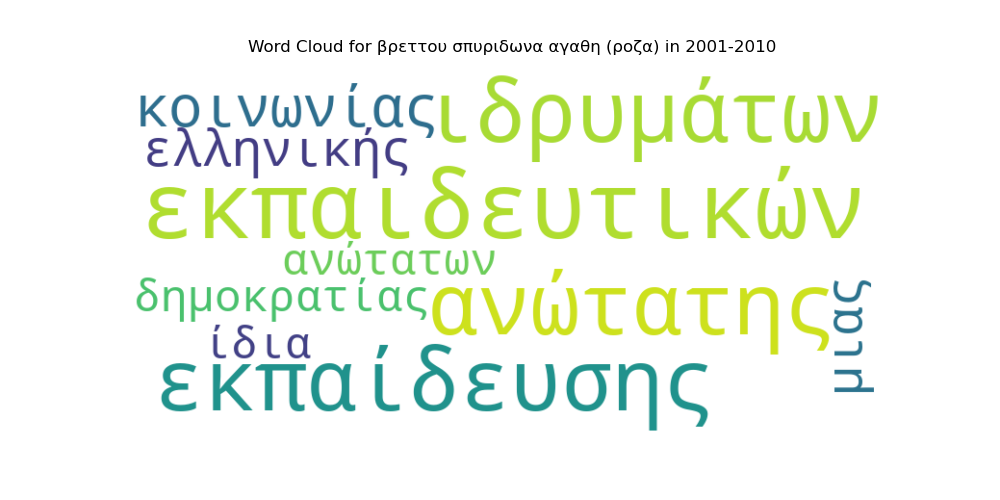 Word Cloud for βρεττου σπυριδωνα αγαθη (ροζα) in 2001-2010
κοινωνίας
ιδρυμάτων
ελληνικής
εκπαιδευτικών
ανώτατων
δημοκρατίας
ανώτατης
μιας
ίδια
εκπαίδευσης